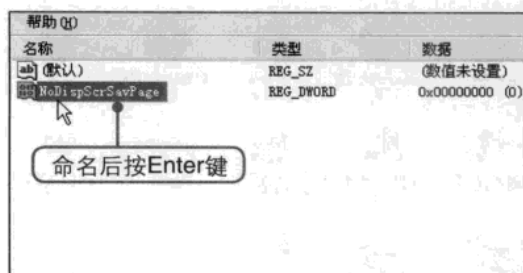 帮助(H)
名称 类型 数据
ab (默认) REG_SZ (数值未设置)
NoDispScrSavPage REG_DWORD 0x00000000 (0)
命名后按Enter键